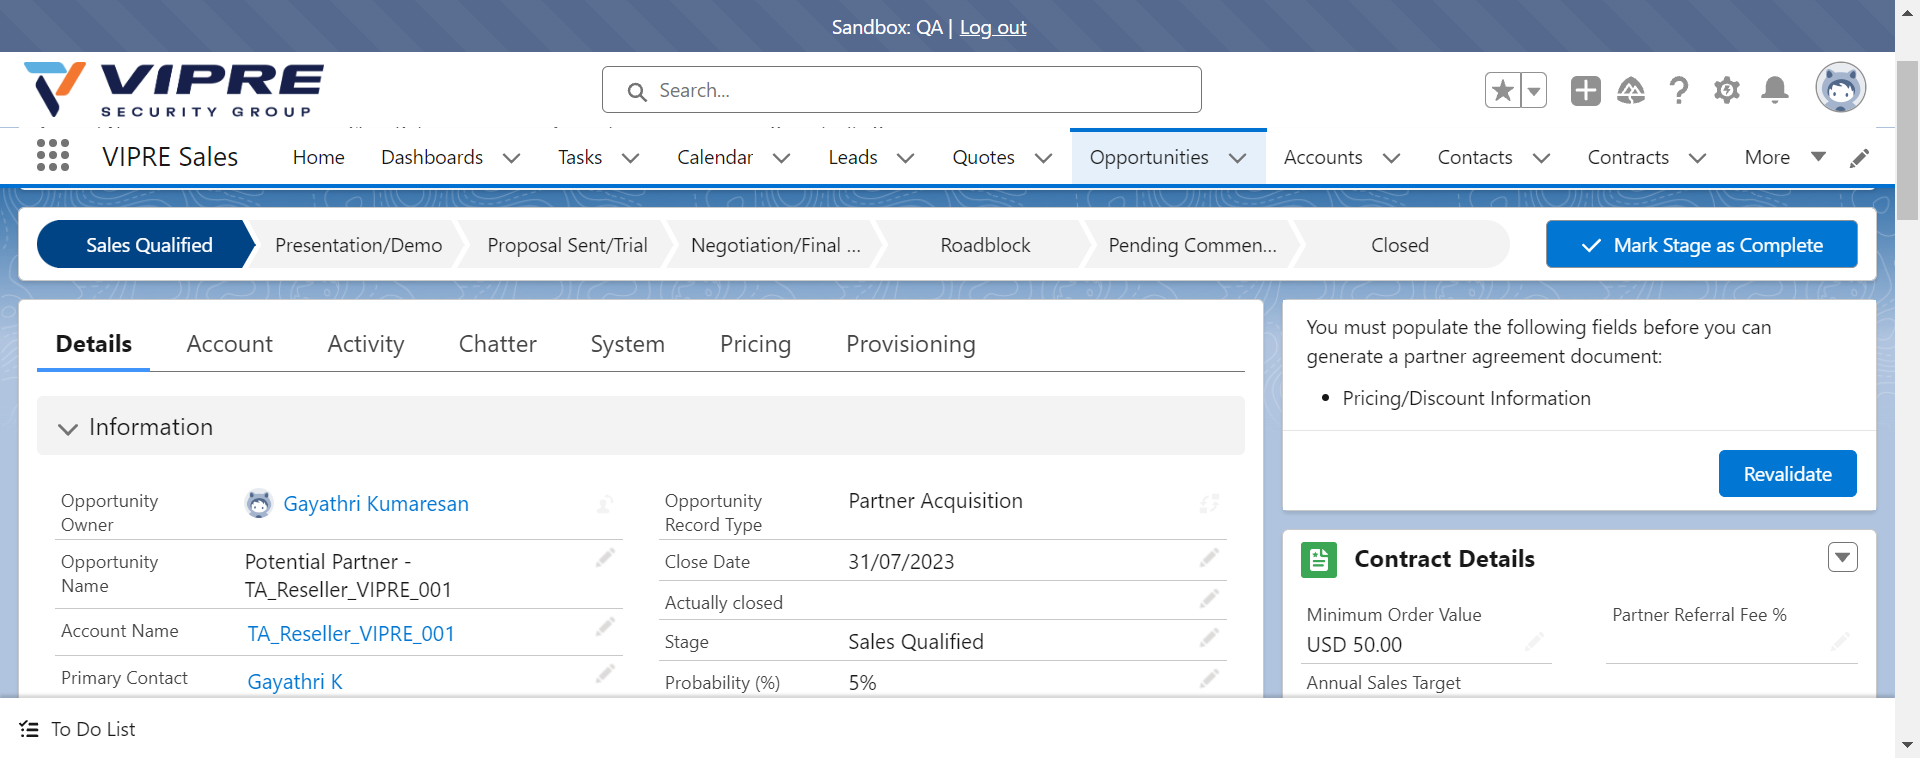 Sandbox: QA | Log out
VIPRE
SECURITY GROUP
Search...
VIPRE Sales
Home
Dashboards
Tasks
Calendar
Leads
Quotes
Opportunities
Accounts
Contacts
Contracts
More
Sales Qualified
Presentation/Demo
Proposal Sent/Trial
Negotiation/Final ...
Roadblock
Pending Commen...
Closed
Mark Stage as Complete
Details
Account
Activity
Chatter
System
Pricing
Provisioning
Information
Opportunity
Owner
Gayathri Kumaresan
Opportunity
Record Type
Partner Acquisition
Opportunity
Name
Potential Partner -
TA_Reseller_VIPRE_001
Close Date
31/07/2023
Actually closed
Account Name
TA_Reseller_VIPRE_001
Stage
Sales Qualified
Primary Contact
Gayathri K
Probability (%)
5%
You must populate the following fields before you can
generate a partner agreement document:
• Pricing/Discount Information
Revalidate
Contract Details
Minimum Order Value
USD 50.00
Partner Referral Fee %
Annual Sales Target
To Do List